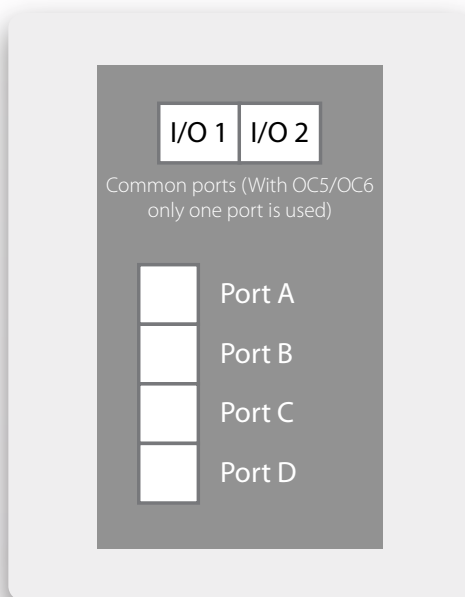 I/O 1 I/O 2
Common ports (With OC5/OC6
only one port is used)
Port A
Port B
Port C
Port D